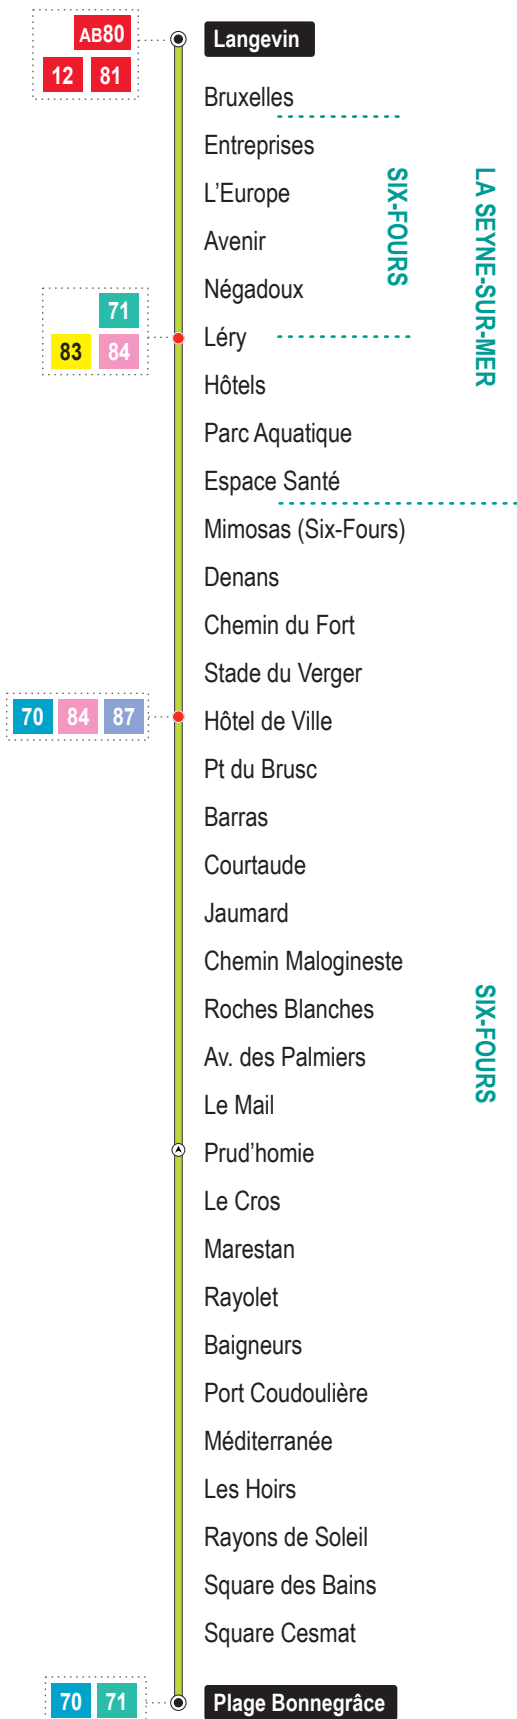 AB80
Langevin
12 81
Bruxelles
Entreprises
L'Europe
SIX-FOURS
LA SEYNE-SUR-MER
Avenir
Négadoux
71
Léry
83 84
Hôtels
Parc Aquatique
Espace Santé
Mimosas (Six-Fours)
Denans
Chemin du Fort
Stade du Verger
70 84 87
Hôtel de Ville
Pt du Brusc
Barras
Courtaude
Jaumard
Chemin Malogineste
Roches Blanches
SIX-FOURS
Av. des Palmiers
Le Mail
Prud'homie
Le Cros
Marestan
Rayolet
Baigneurs
Port Coudoulière
Méditerranée
Les Hoirs
Rayons de Soleil
Square des Bains
Square Cesmat
70 71
Plage Bonnegrâce